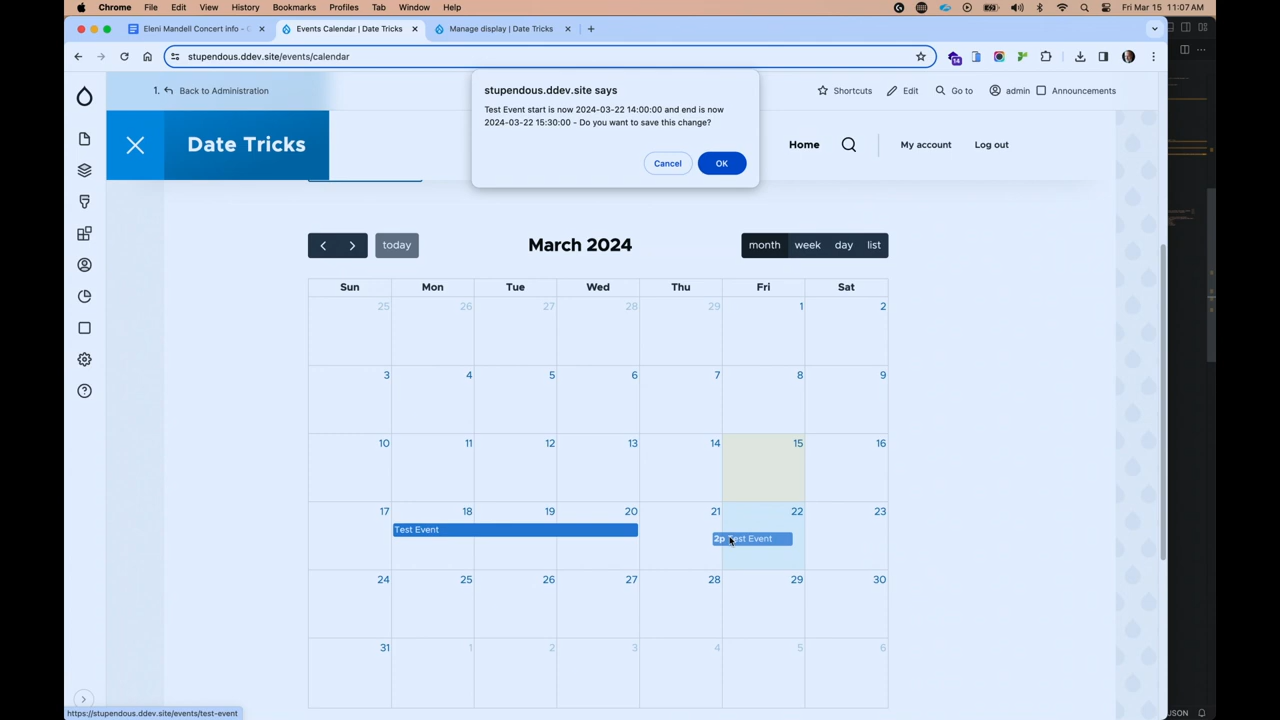 Chrome File Edit View History Bookmarks Profiles Tab Window Help Fri Mar 15 11:07 AM
Eleni Mandell Concert info - G Events Calendar | Date Tricks Manage display | Date Tricks
stupendous.ddev.site/events/calendar 14
1. Back to Administration Shortcuts Edit Go to admin Announcements
stupendous.ddev.site says
Test Event start is now 2024-03-22 14:00:00 and end is now
2024-03-22 15:30:00 - Do you want to save this change?
Cancel OK
Date Tricks Home My account Log out
today March 2024 month week day list
Sun Mon Tue Wed Thu Fri Sat
25 26 27 28 29 1 2
3 4 5 6 7 8 9
10 11 12 13 14 15 16
17 18 19 20 21 22 23
Test Event
2p Test Event
24 25 26 27 28 29 30
31 1 2 3 4 5 6
https://stupendous.ddev.site/events/test-event
JSON